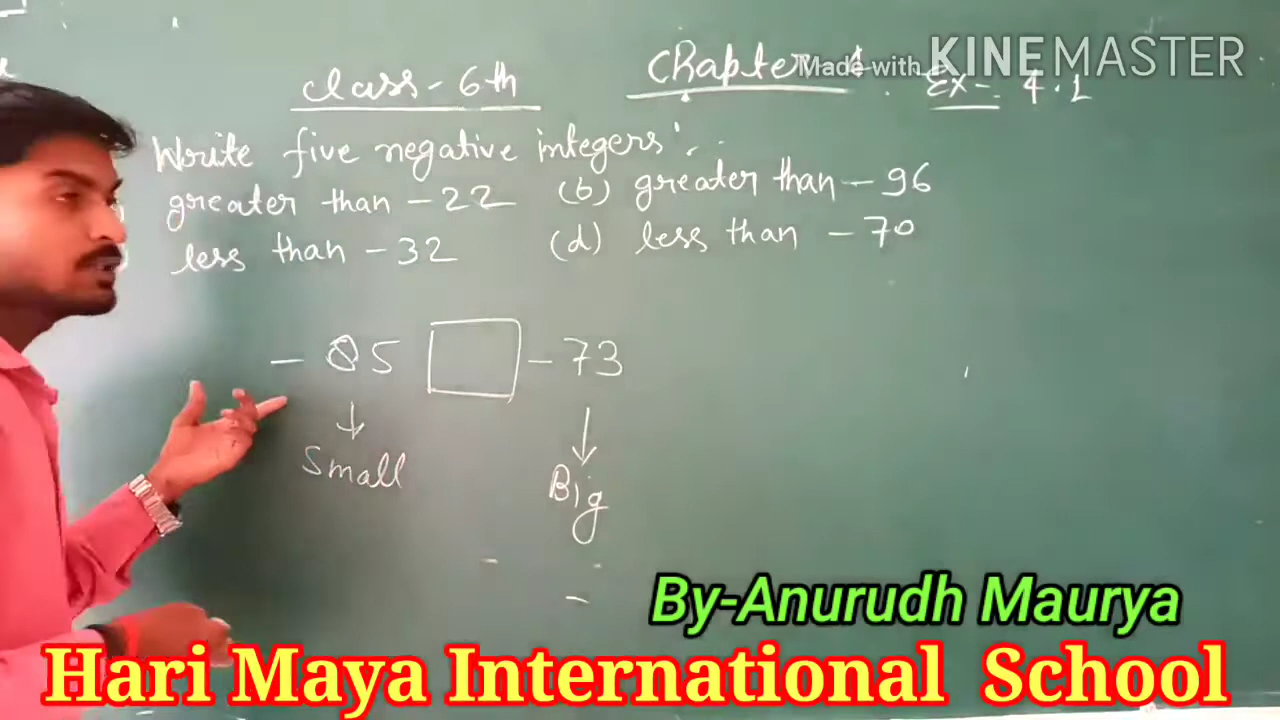 Class - 6th
Chapter 4
Made with KINEMASTER
Ex - 4.1
Write five negative integers :-
greater than - 22 (b) greater than - 96
less than - 32 (d) less than - 70
- 85 - 73
Small Big
By-Anurudh Maurya
Hari Maya International School